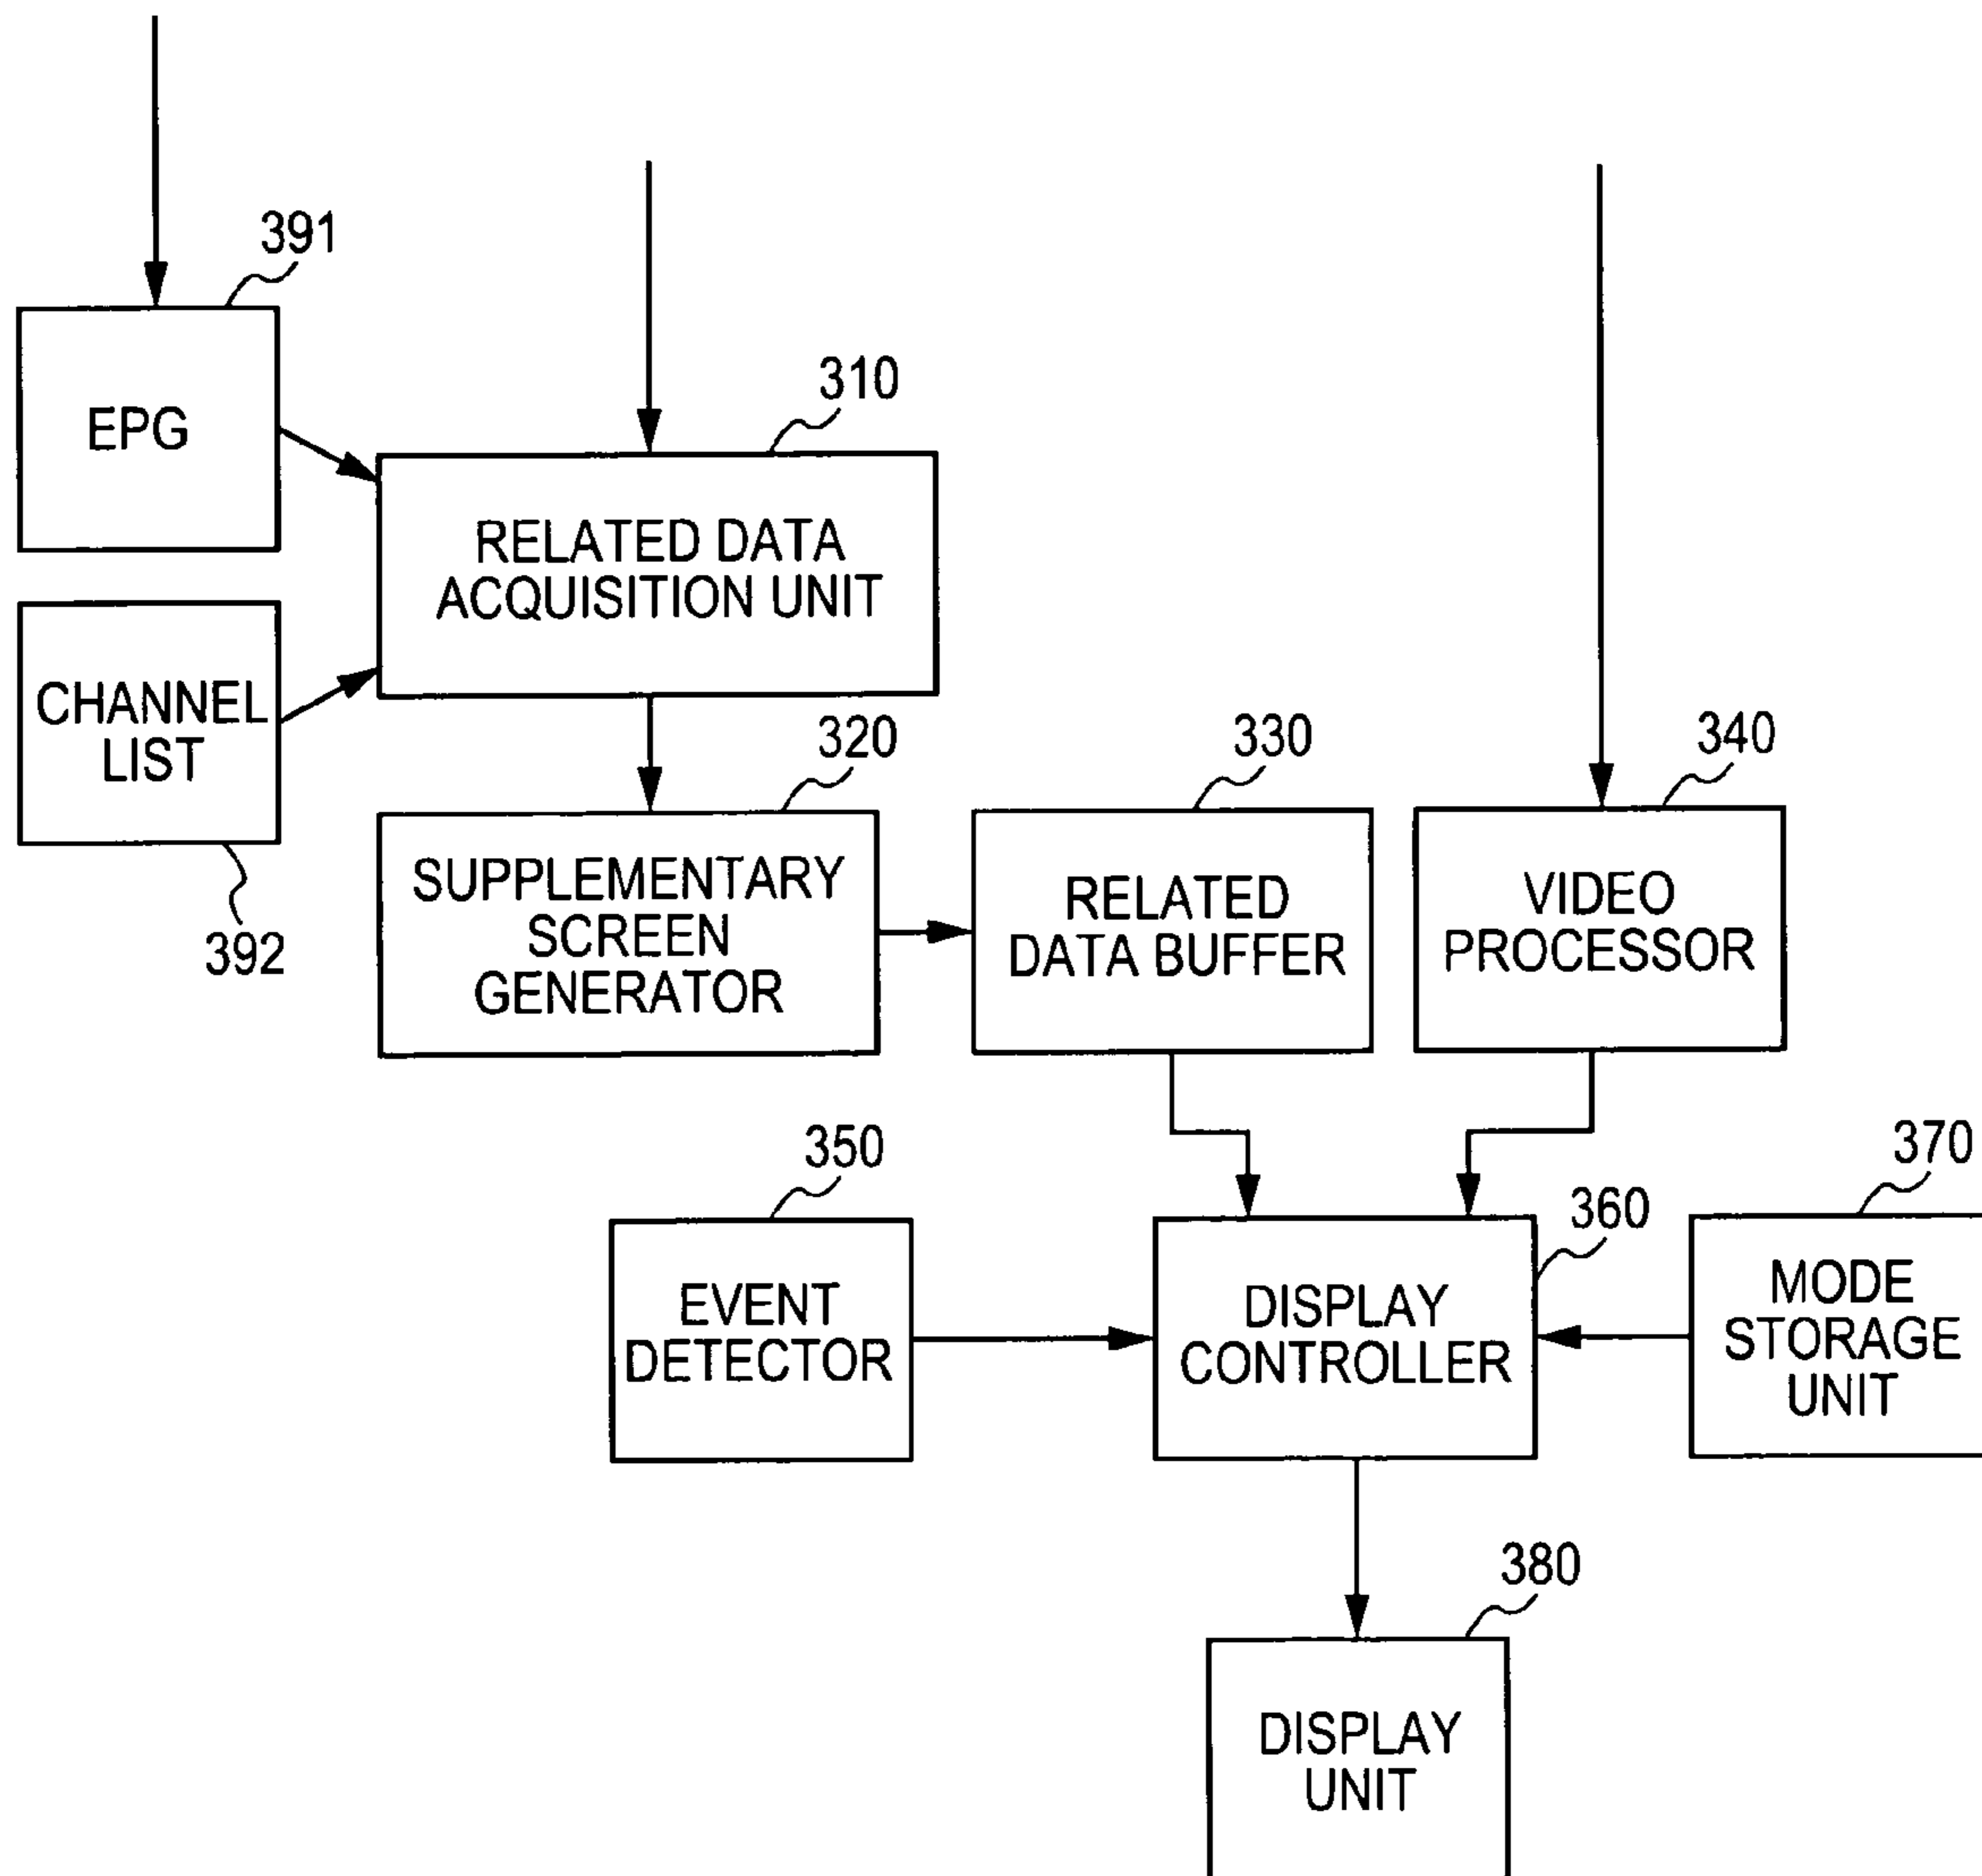 391
EPG
310
RELATED DATA
ACQUISITION UNIT
CHANNEL
LIST
392
320
SUPPLEMENTARY
SCREEN
GENERATOR
330
RELATED
DATA BUFFER
340
VIDEO
PROCESSOR
350
EVENT
DETECTOR
360
DISPLAY
CONTROLLER
370
MODE
STORAGE
UNIT
380
DISPLAY
UNIT